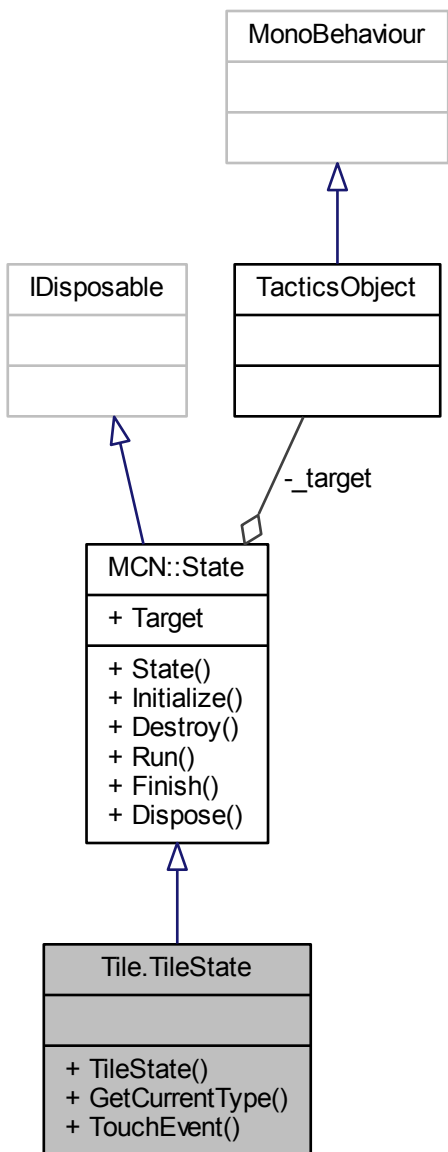 MonoBehaviour
IDisposable
TacticsObject
-_target
MCN::State
+ Target
+ State()
+ Initialize()
+ Destroy()
+ Run()
+ Finish()
+ Dispose()
Tile.TileState
+ TileState()
+ GetCurrentType()
+ TouchEvent()